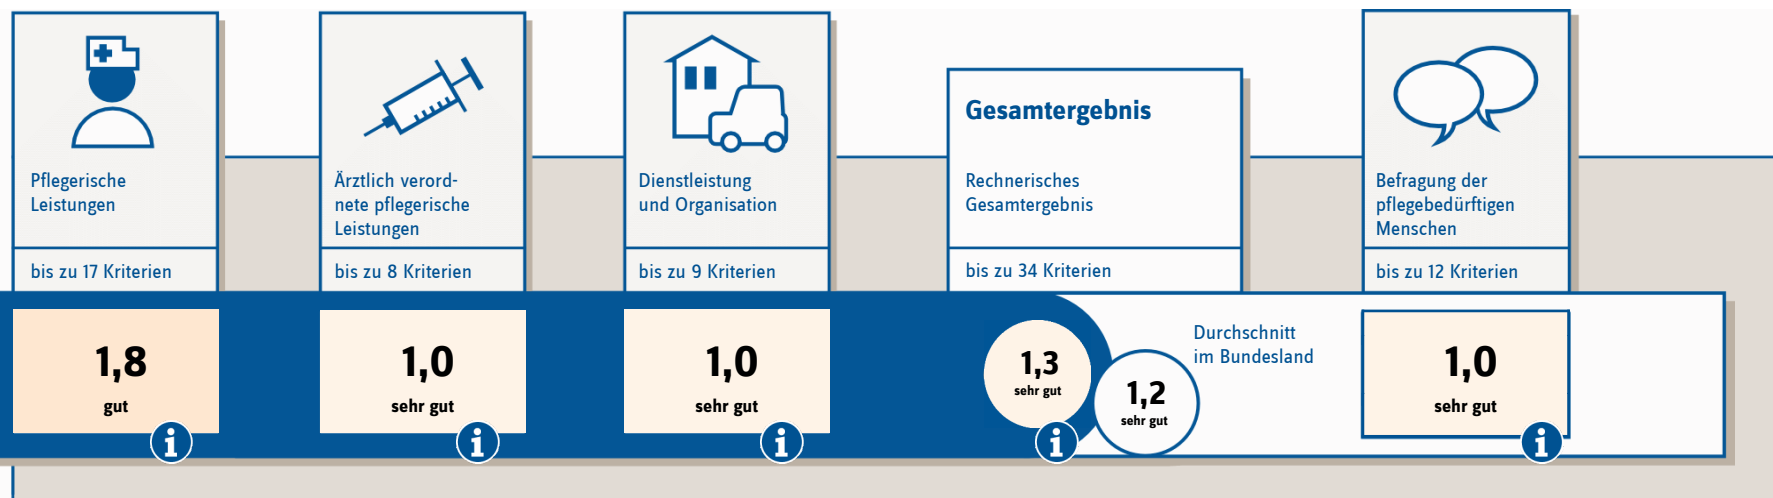 Pflegerische
Leistungen
bis zu 17 Kriterien
1,8
gut
Ärztlich verord-
nete pflegerische
Leistungen
bis zu 8 Kriterien
1,0
sehr gut
Dienstleistung
und Organisation
bis zu 9 Kriterien
1,0
sehr gut
Gesamtergebnis
Rechnerisches
Gesamtergebnis
bis zu 34 Kriterien
1,3
sehr gut
1,2
sehr gut
Durchschnitt
im Bundesland
Befragung der
pflegebedürftigen
Menschen
bis zu 12 Kriterien
1,0
sehr gut